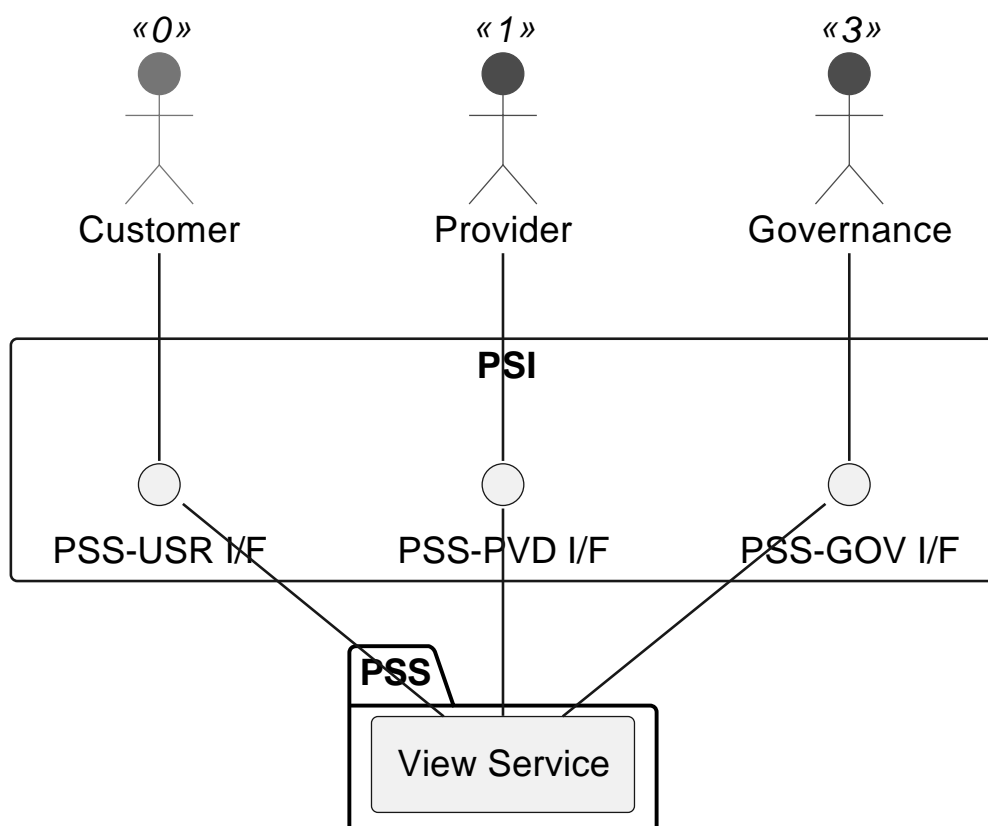 «0» «1» «3»
Customer Provider Governance
PSI
PSS-USR I/F PSS-PVD I/F PSS-GOV I/F
PSS
View Service